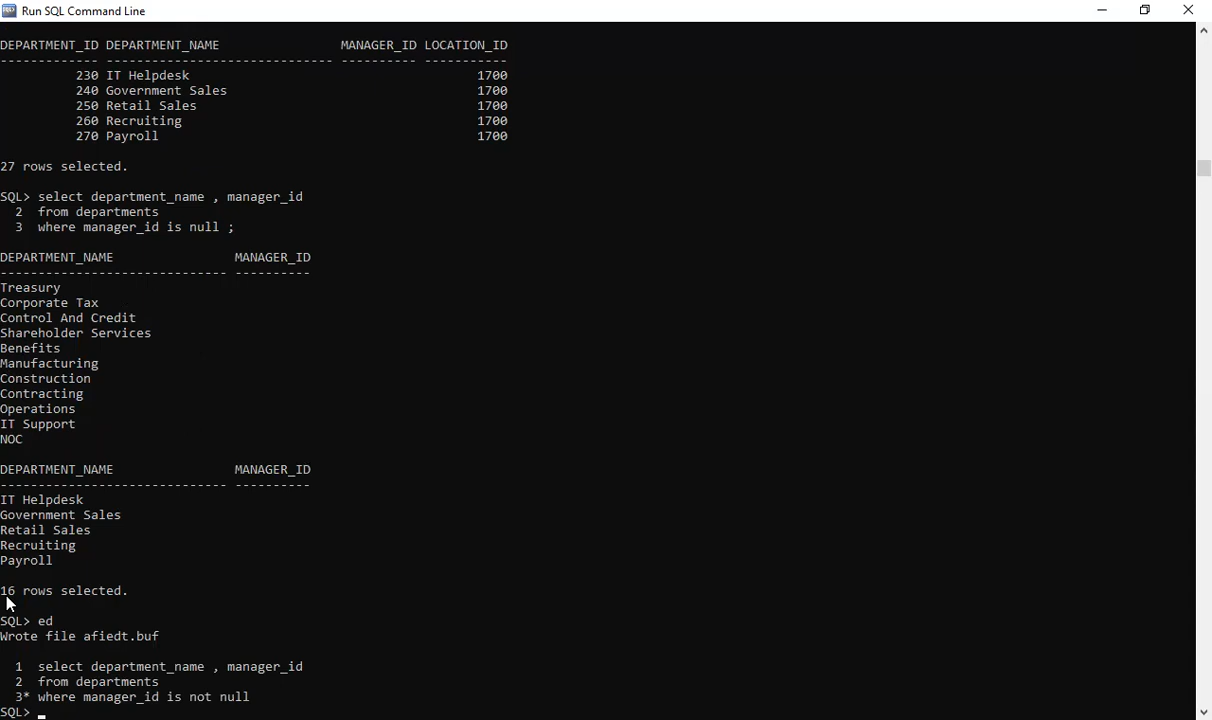 Run SQL Command Line
DEPARTMENT_ID DEPARTMENT_NAME                MANAGER_ID LOCATION_ID
------------- ------------------------------ ---------- -----------
          230 IT Helpdesk                                      1700
          240 Government Sales                                 1700
          250 Retail Sales                                     1700
          260 Recruiting                                       1700
          270 Payroll                                          1700
27 rows selected.
SQL> select department_name , manager_id
  2  from departments
  3  where manager_id is null ;
DEPARTMENT_NAME                MANAGER_ID
------------------------------ ----------
Treasury
Corporate Tax
Control And Credit
Shareholder Services
Benefits
Manufacturing
Construction
Contracting
Operations
IT Support
NOC
DEPARTMENT_NAME                MANAGER_ID
------------------------------ ----------
IT Helpdesk
Government Sales
Retail Sales
Recruiting
Payroll
16 rows selected.
SQL> ed
Wrote file afiedt.buf
  1  select department_name , manager_id
  2  from departments
  3* where manager_id is not null
SQL>